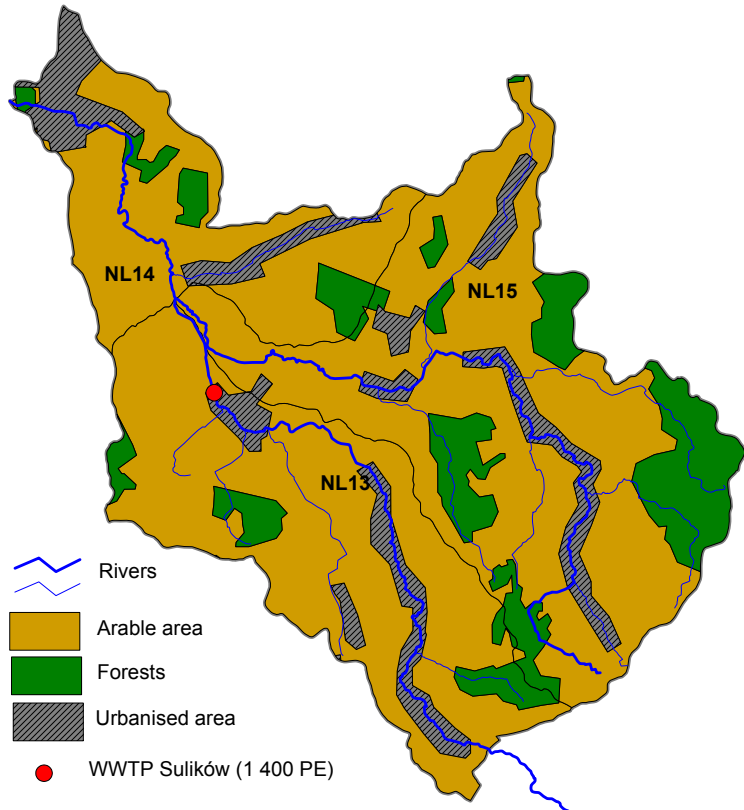 NL14
NL15
NL13
Rivers
Arable area
Forests
Urbanised area
WWTP Sulików (1 400 PE)